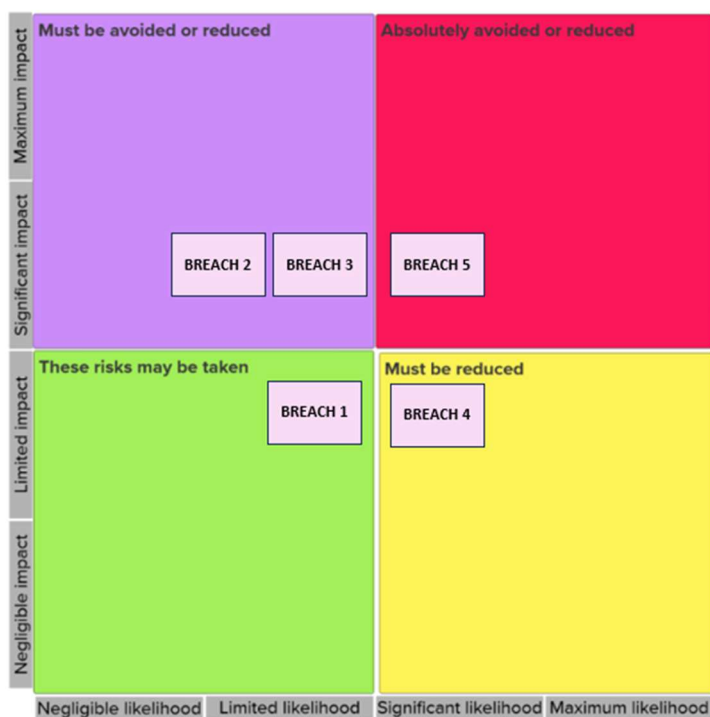 Maximum impact
Significant impact
Limited impact
Negligible impact
Must be avoided or reduced
Absolutely avoided or reduced
BREACH 2
BREACH 3
BREACH 5
These risks may be taken
Must be reduced
BREACH 1
BREACH 4
Negligible likelihood
Limited likelihood
Significant likelihood
Maximum likelihood